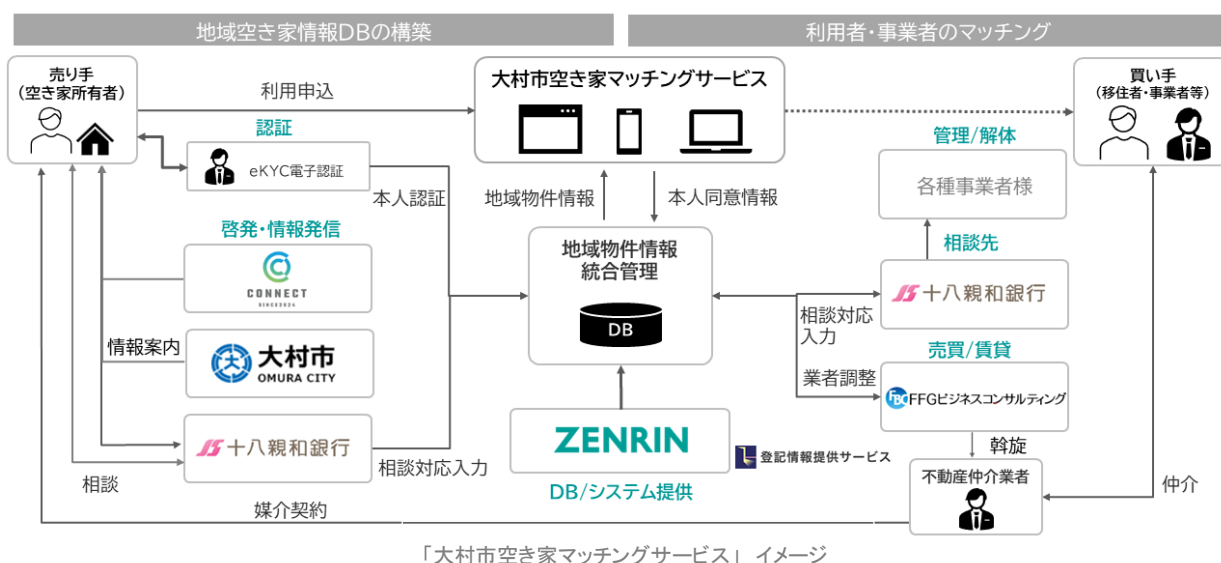 地域空き家情報DBの構築
利用者・事業者のマッチング
売り手
(空き家所有者)
利用申込
大村市空き家マッチングサービス
買い手
(移住者・事業者等)
認証
eKYC電子認証
本人認証
地域物件情報
本人同意情報
管理/解体
各種事業者様
啓発・情報発信
CONNECT
SINCE2024
地域物件情報
統合管理
DB
相談先
十八親和銀行
相談対応
入力
情報案内
大村市
OMURA CITY
売買/賃貸
業者調整
FBC FFGビジネスコンサルティング
十八親和銀行
相談対応入力
相談
ZENRIN
登記情報提供サービス
DB/システム提供
斡旋
不動産仲介業者
仲介
媒介契約
「大村市空き家マッチングサービス」 イメージ